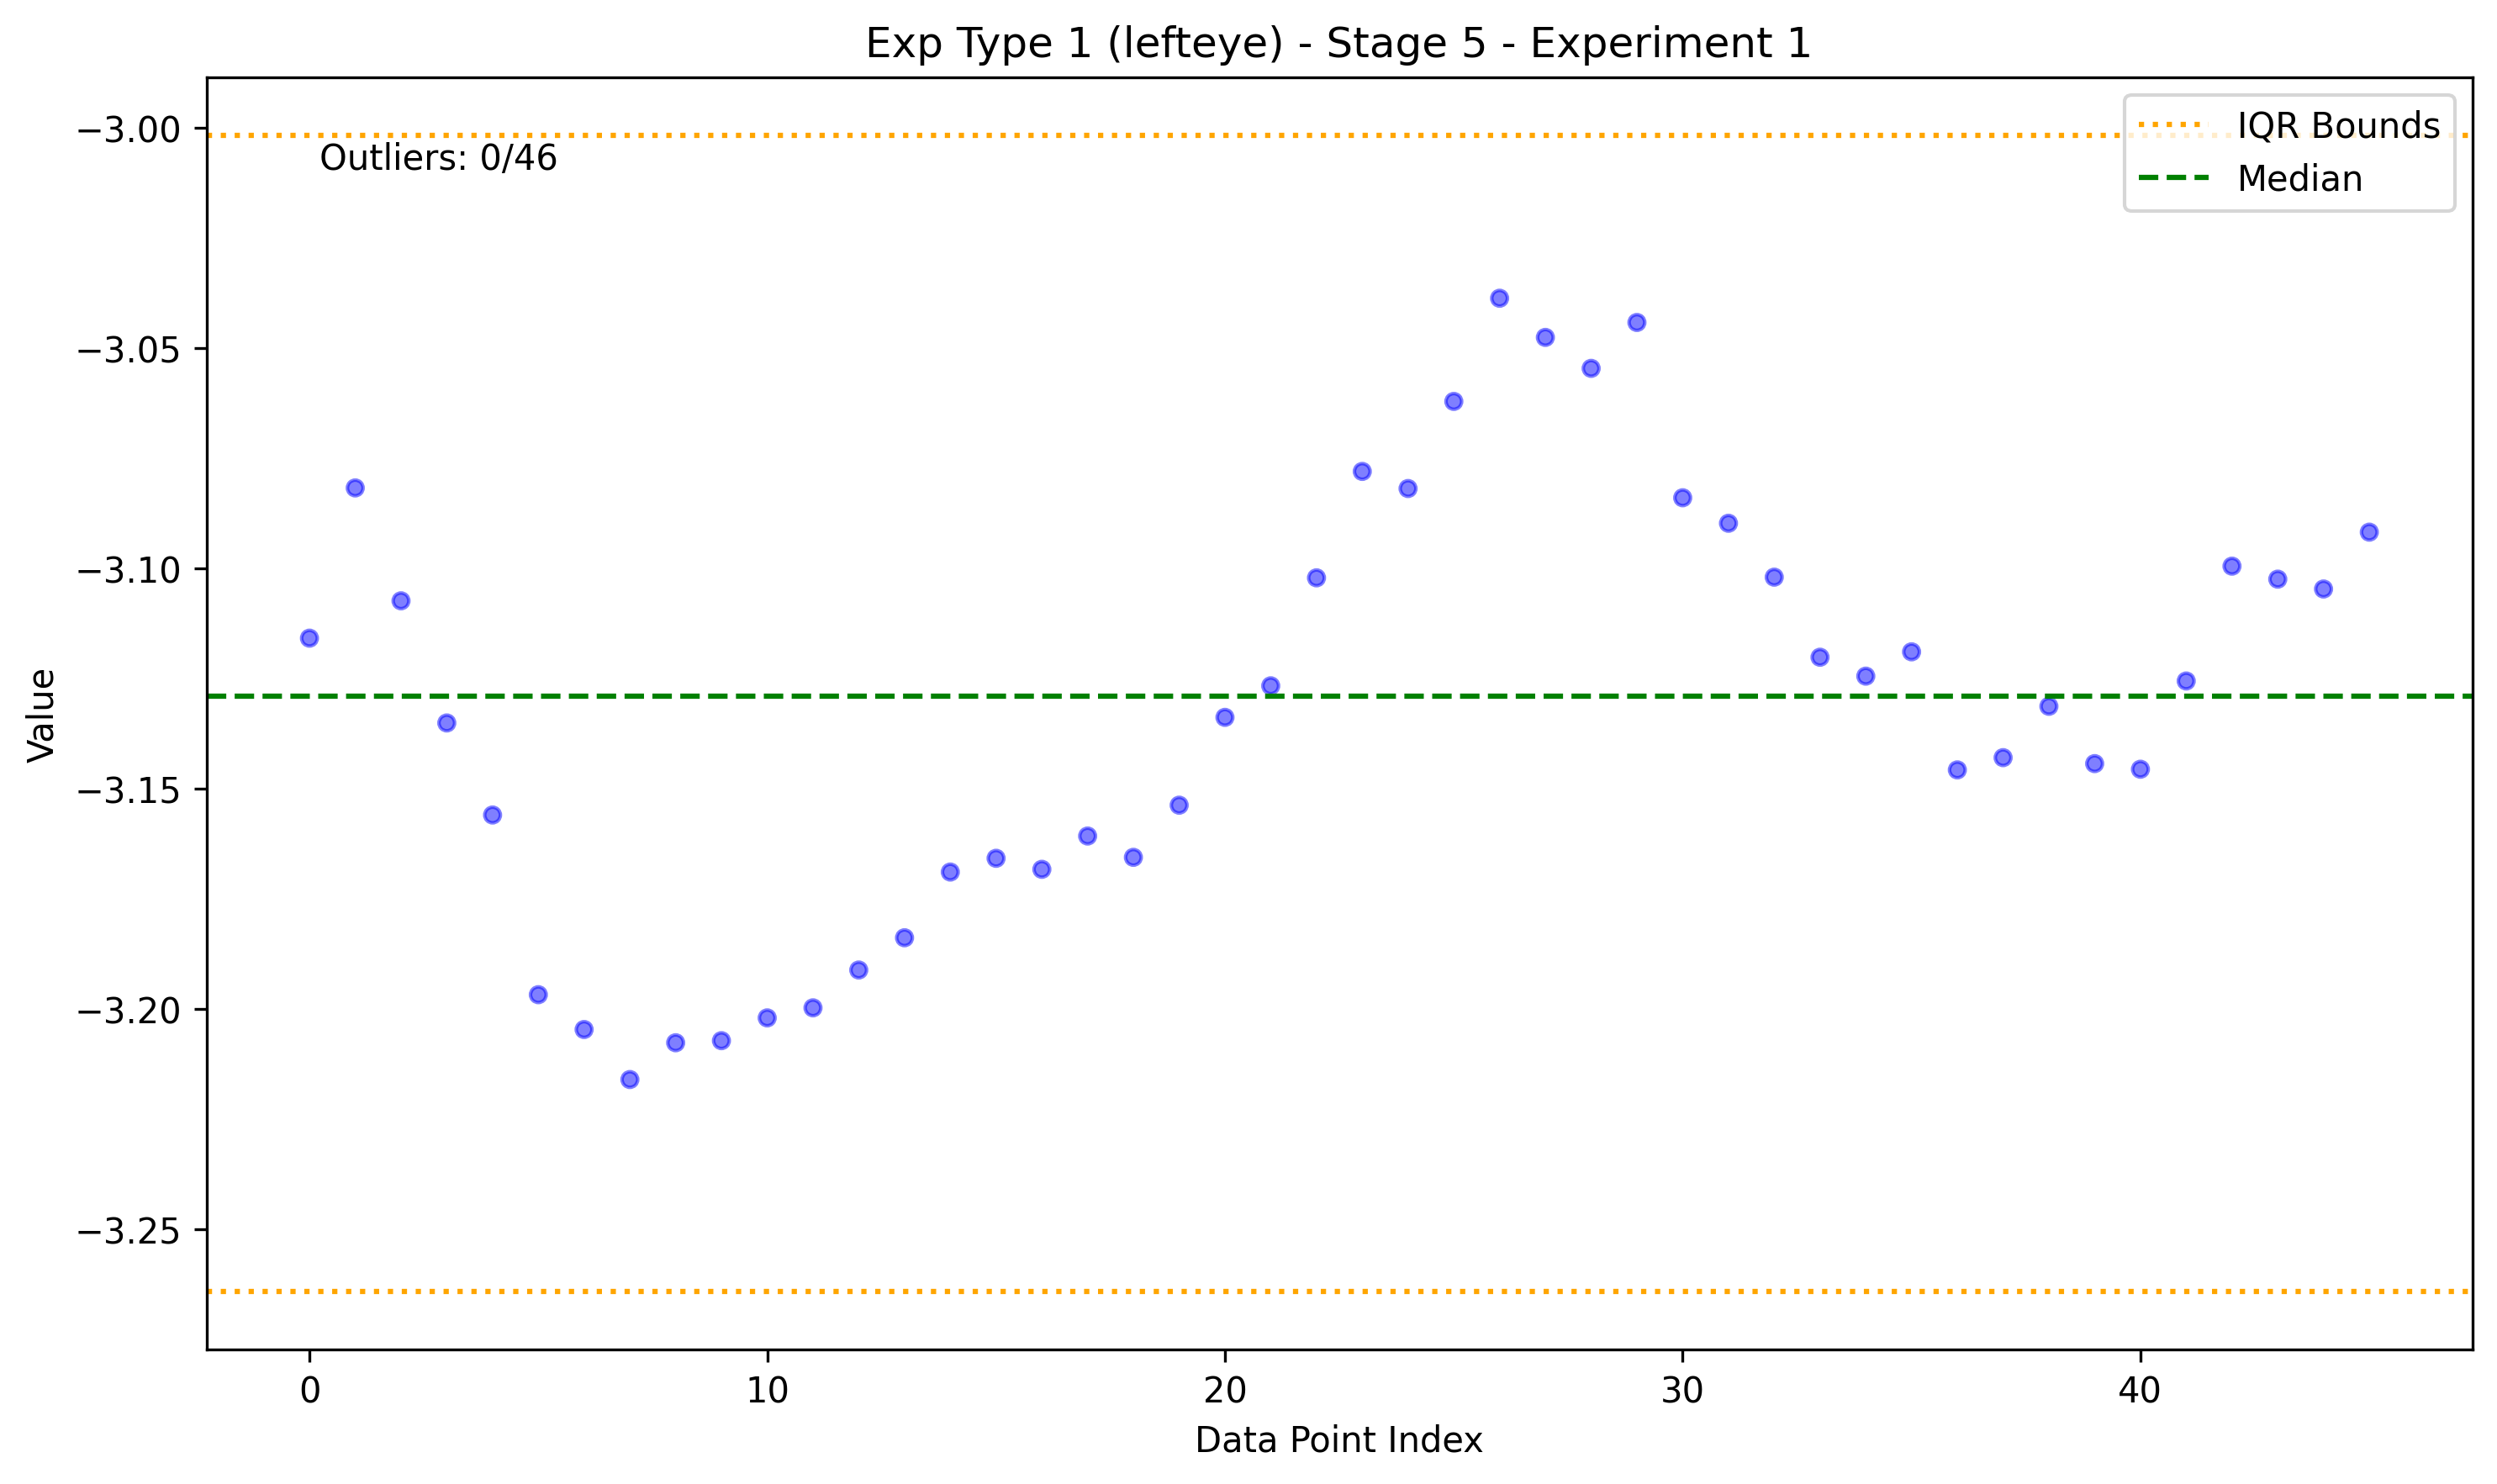 Exp Type 1 (lefteye) - Stage 5 - Experiment 1
−3.00
Outliers: 0/46
IQR Bounds
Median
−3.05
−3.10
−3.15
−3.20
−3.25
Value
0
10
20
30
40
Data Point Index